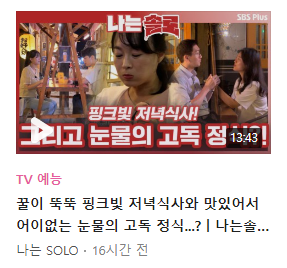 나는 솔로
SBS Plus
핑크빛 저녁식사!
그리고 눈물의 고독 정식?!
13:43
TV 예능
꿀이 뚝뚝 핑크빛 저녁식사와 맛있어서
어이없는 눈물의 고독 정식...? | 나는솔...
나는 SOLO · 16시간 전